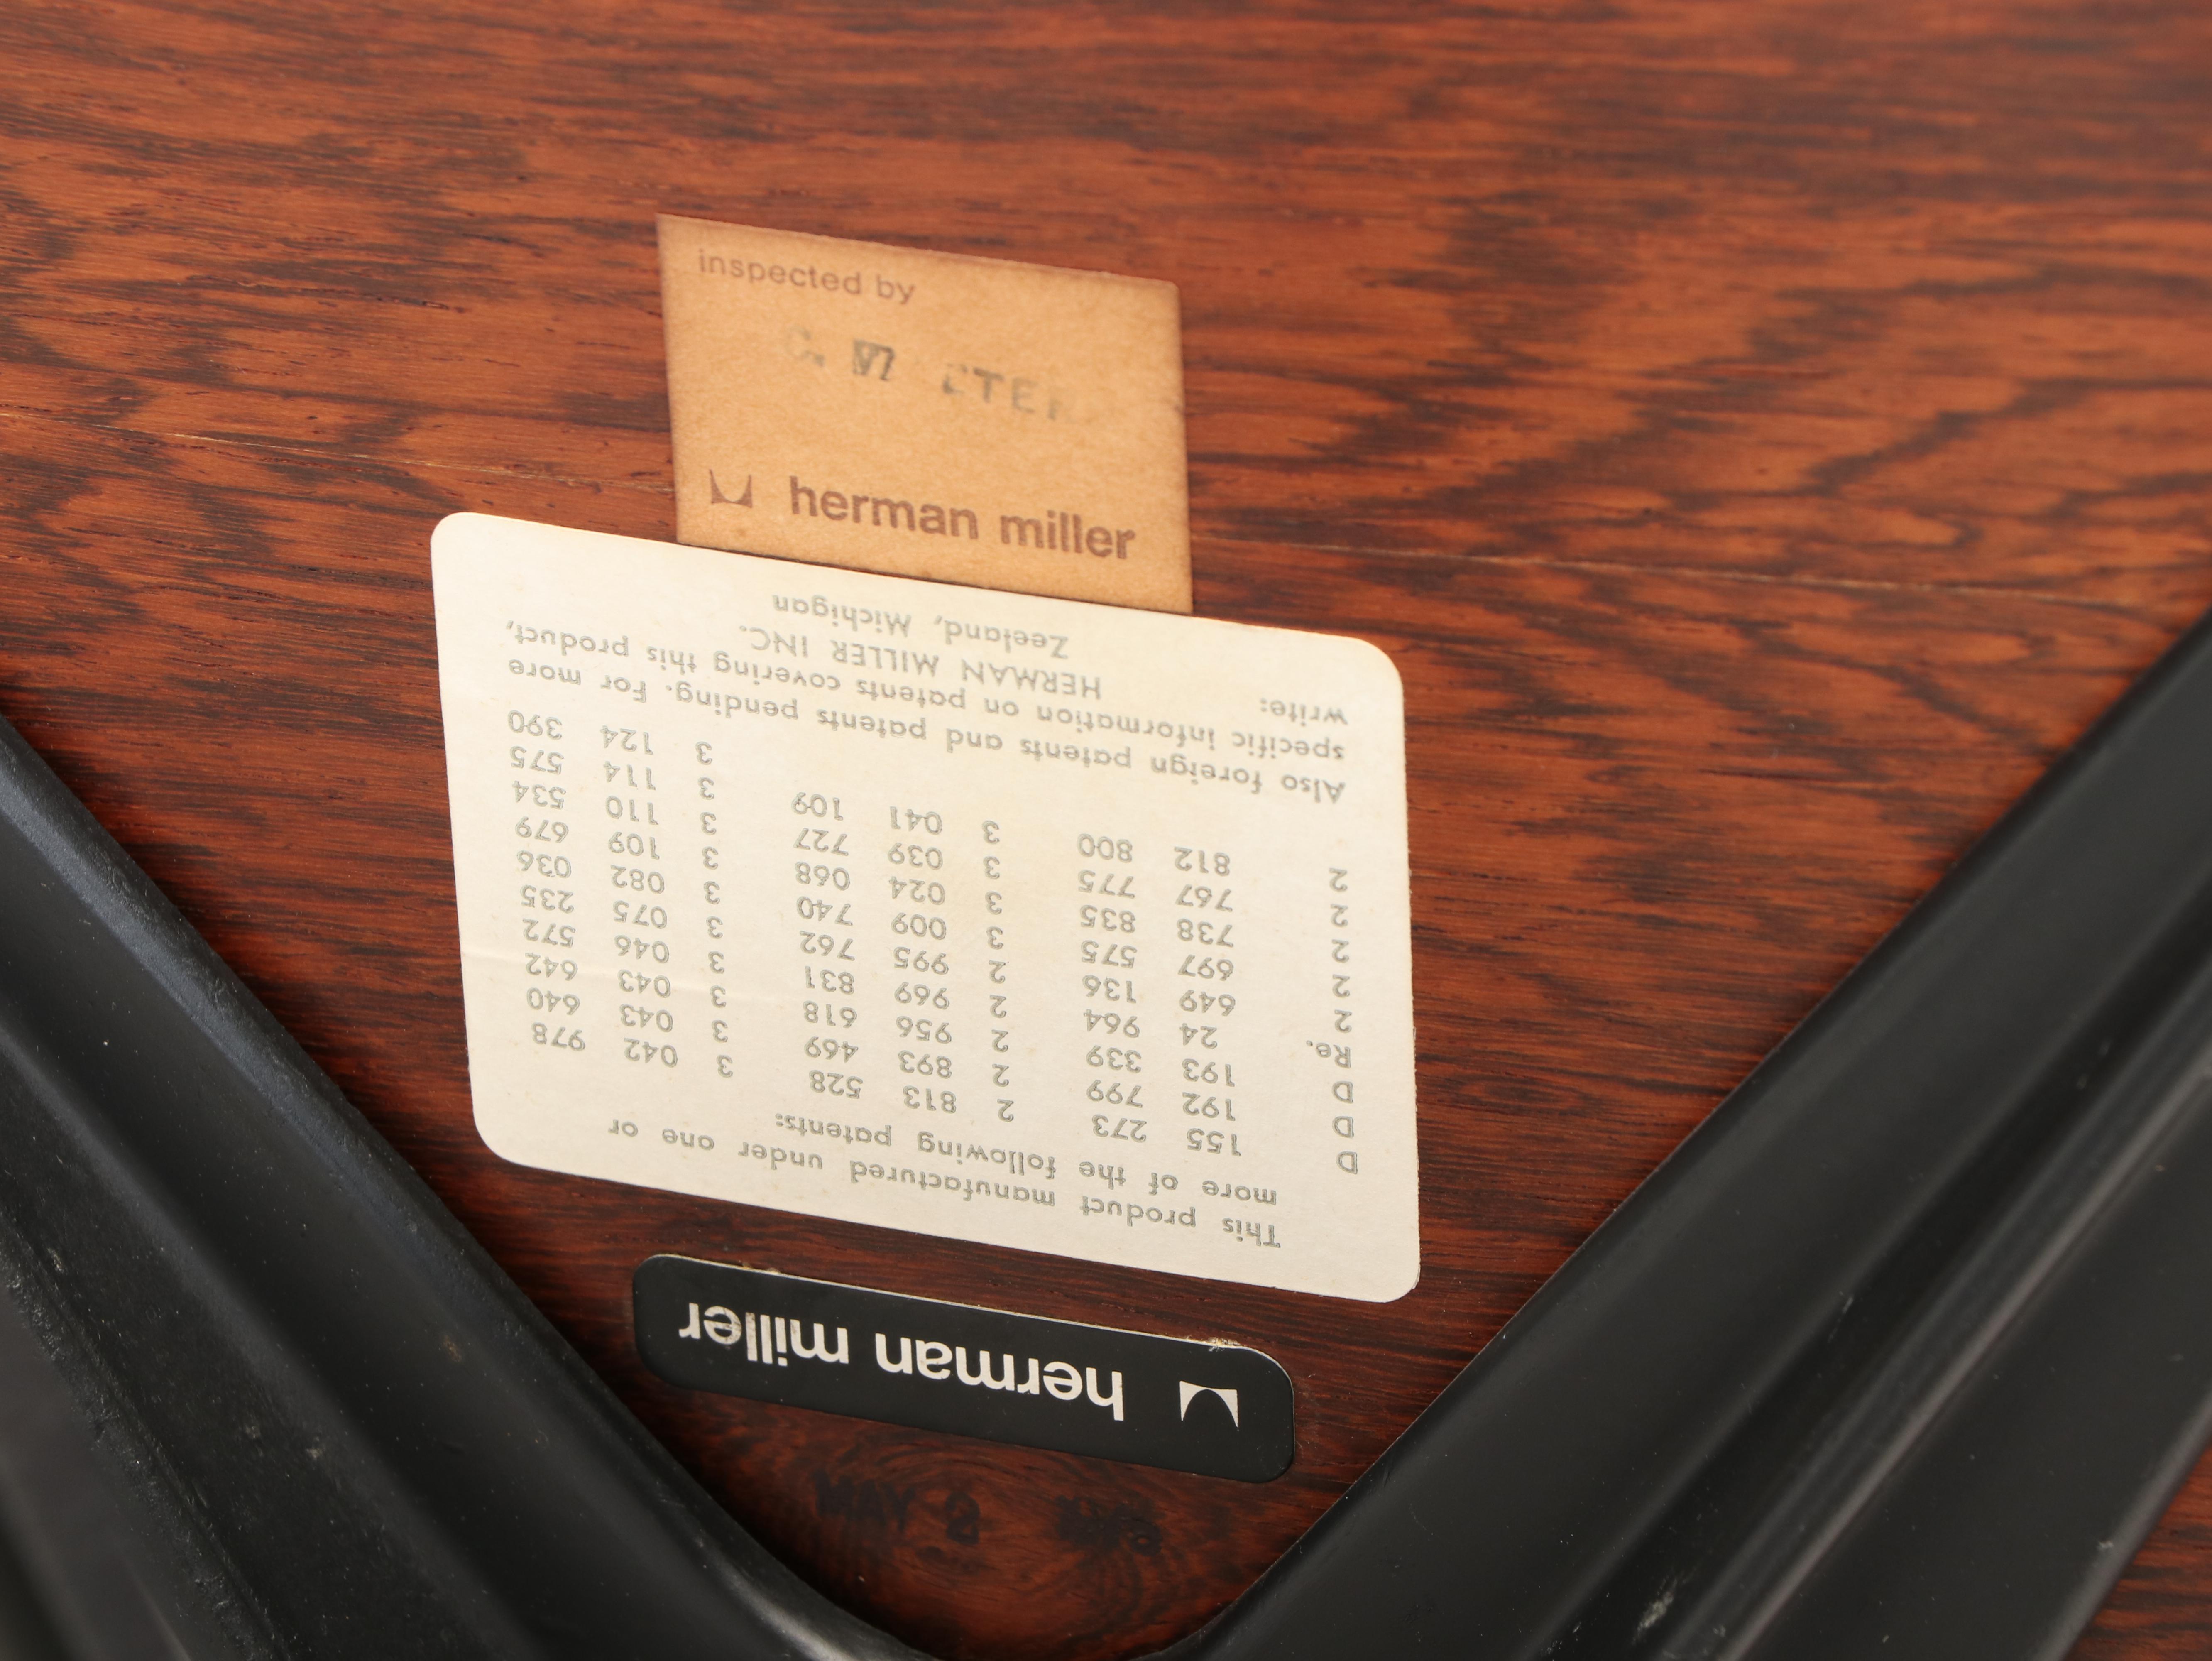 inspected by
herman miller
This product manufactured under one or
more of the following patents:
D 155 273 2 813 528 3 042 978
D 192 799 2 893 469 3 043 640
D 193 339 2 956 618 3 043 642
Re. 24 964 2 969 831 3 046 572
2 649 136 2 995 762 3 075 235
2 697 575 3 009 740 3 082 036
2 738 835 3 024 068 3 109 679
2 767 775 3 039 727 3 110 534
2 812 800 3 041 109 3 114 575
3 124 390
Also foreign patents and patents pending. For more
specific information on patents covering this product,
write:
HERMAN MILLER INC.
Zeeland, Michigan
herman miller
MAY 2